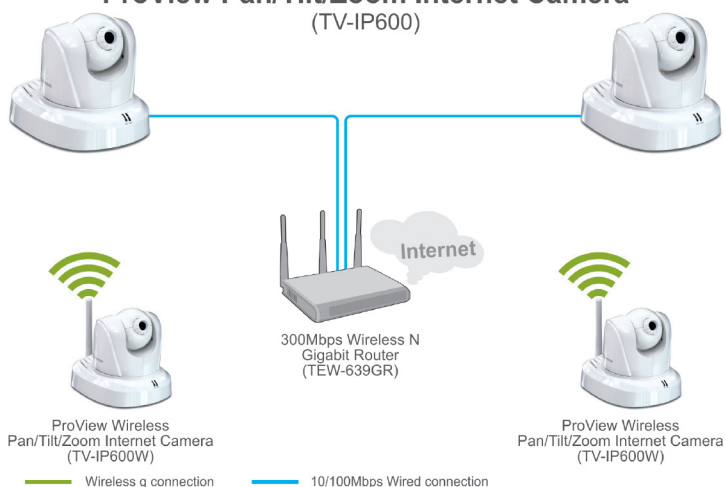 ProView Pan/Tilt/Zoom Internet Camera
(TV-IP600)
Internet
300Mbps Wireless N
Gigabit Router
(TEW-639GR)
ProView Wireless
Pan/Tilt/Zoom Internet Camera
(TV-IP600W)
ProView Wireless
Pan/Tilt/Zoom Internet Camera
(TV-IP600W)
Wireless g connection
10/100Mbps Wired connection